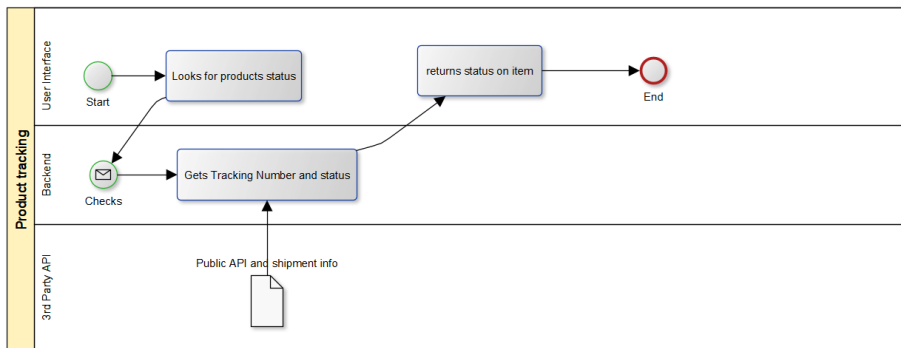 Product tracking
User Interface
Start
Looks for products status
returns status on item
End
Backend
Checks
Gets Tracking Number and status
3rd Party API
Public API and shipment info